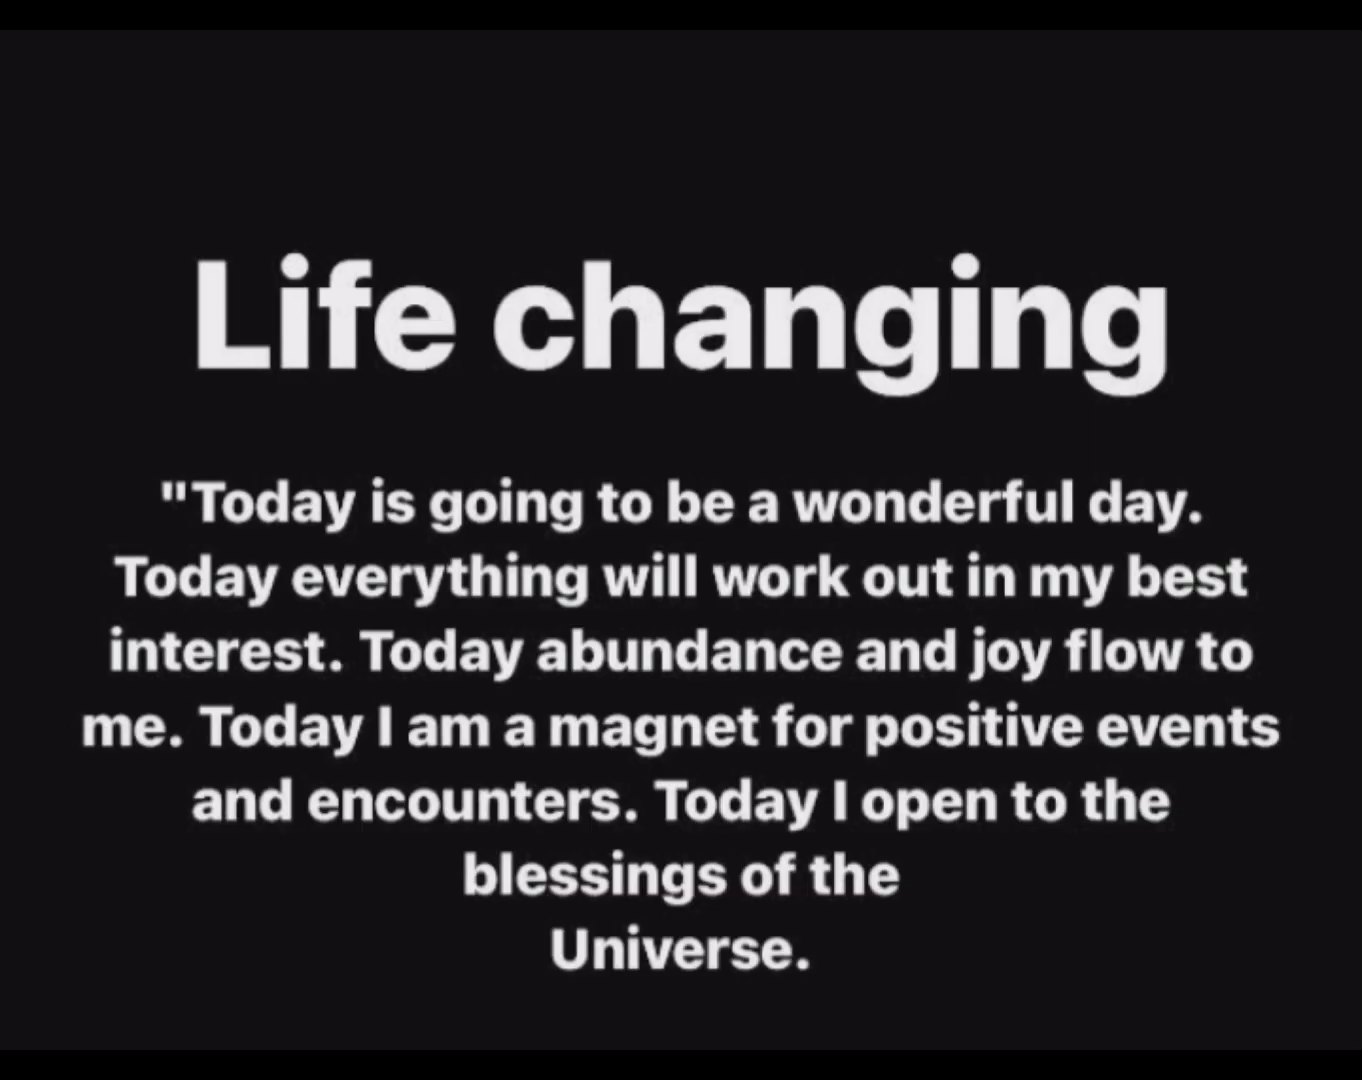 Life changing
"Today is going to be a wonderful day.
Today everything will work out in my best
interest. Today abundance and joy flow to
me. Today I am a magnet for positive events
and encounters. Today I open to the
blessings of the
Universe.